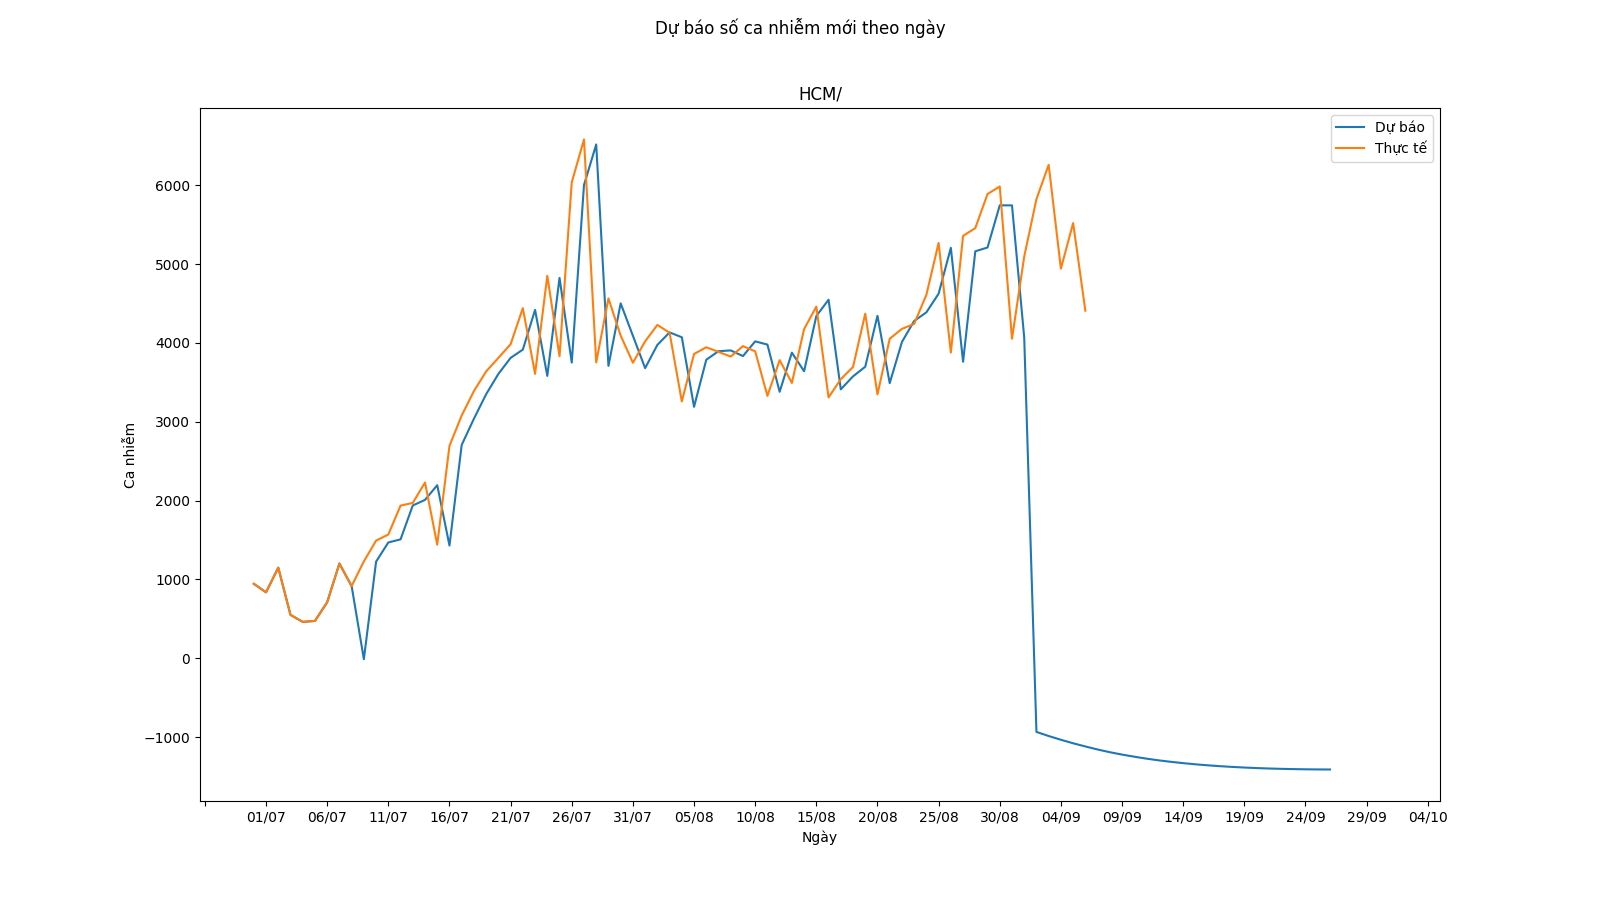 Dự báo số ca nhiễm mới theo ngày
HCM/
Dự báo
Thực tế
6000
5000
4000
3000
2000
1000
0
−1000
Ca nhiễm
01/07 06/07 11/07 16/07 21/07 26/07 31/07 05/08 10/08 15/08 20/08 25/08 30/08 04/09 09/09 14/09 19/09 24/09 29/09 04/10
Ngày